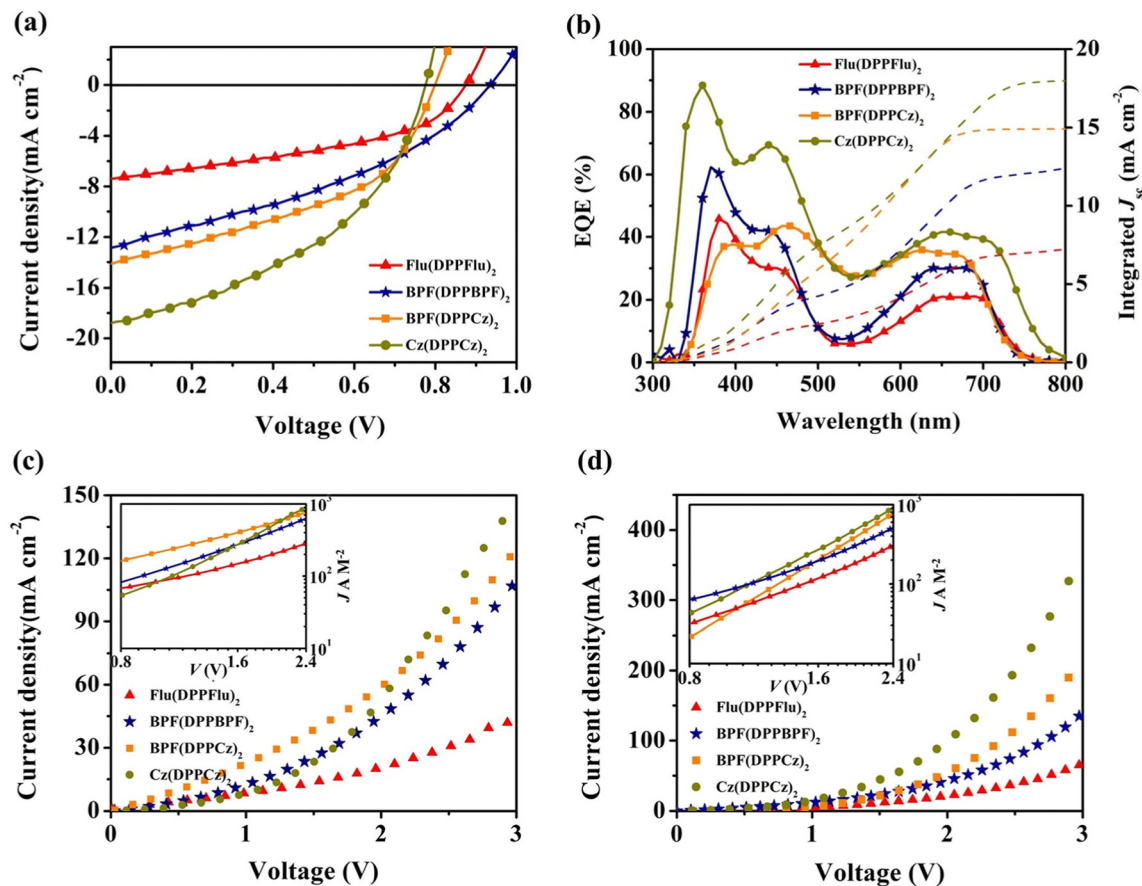 (a)
Current density(mA cm⁻²)
0
-4
-8
-12
-16
-20
Flu(DPPFlu)₂
BPF(DPPBPF)₂
BPF(DPPCz)₂
Cz(DPPCz)₂
0.0 0.2 0.4 0.6 0.8 1.0
Voltage (V)
(b)
EQE (%)
100
80
60
40
20
0
Flu(DPPFlu)₂
BPF(DPPBPF)₂
BPF(DPPCz)₂
Cz(DPPCz)₂
20
15
10
5
0
Integrated Jsc (mA cm⁻²)
300 400 500 600 700 800
Wavelength (nm)
(c)
Current density(mA cm⁻²)
150
120
90
60
30
0
10³
10²
10¹
J A M⁻²
0.8 1.6 2.4
V (V)
Flu(DPPFlu)₂
BPF(DPPBPF)₂
BPF(DPPCz)₂
Cz(DPPCz)₂
0 1 2 3
Voltage (V)
(d)
Current density(mA cm⁻²)
400
300
200
100
0
10³
10²
10¹
J A M⁻²
0.8 1.6 2.4
V (V)
Flu(DPPFlu)₂
BPF(DPPBPF)₂
BPF(DPPCz)₂
Cz(DPPCz)₂
0 1 2 3
Voltage (V)